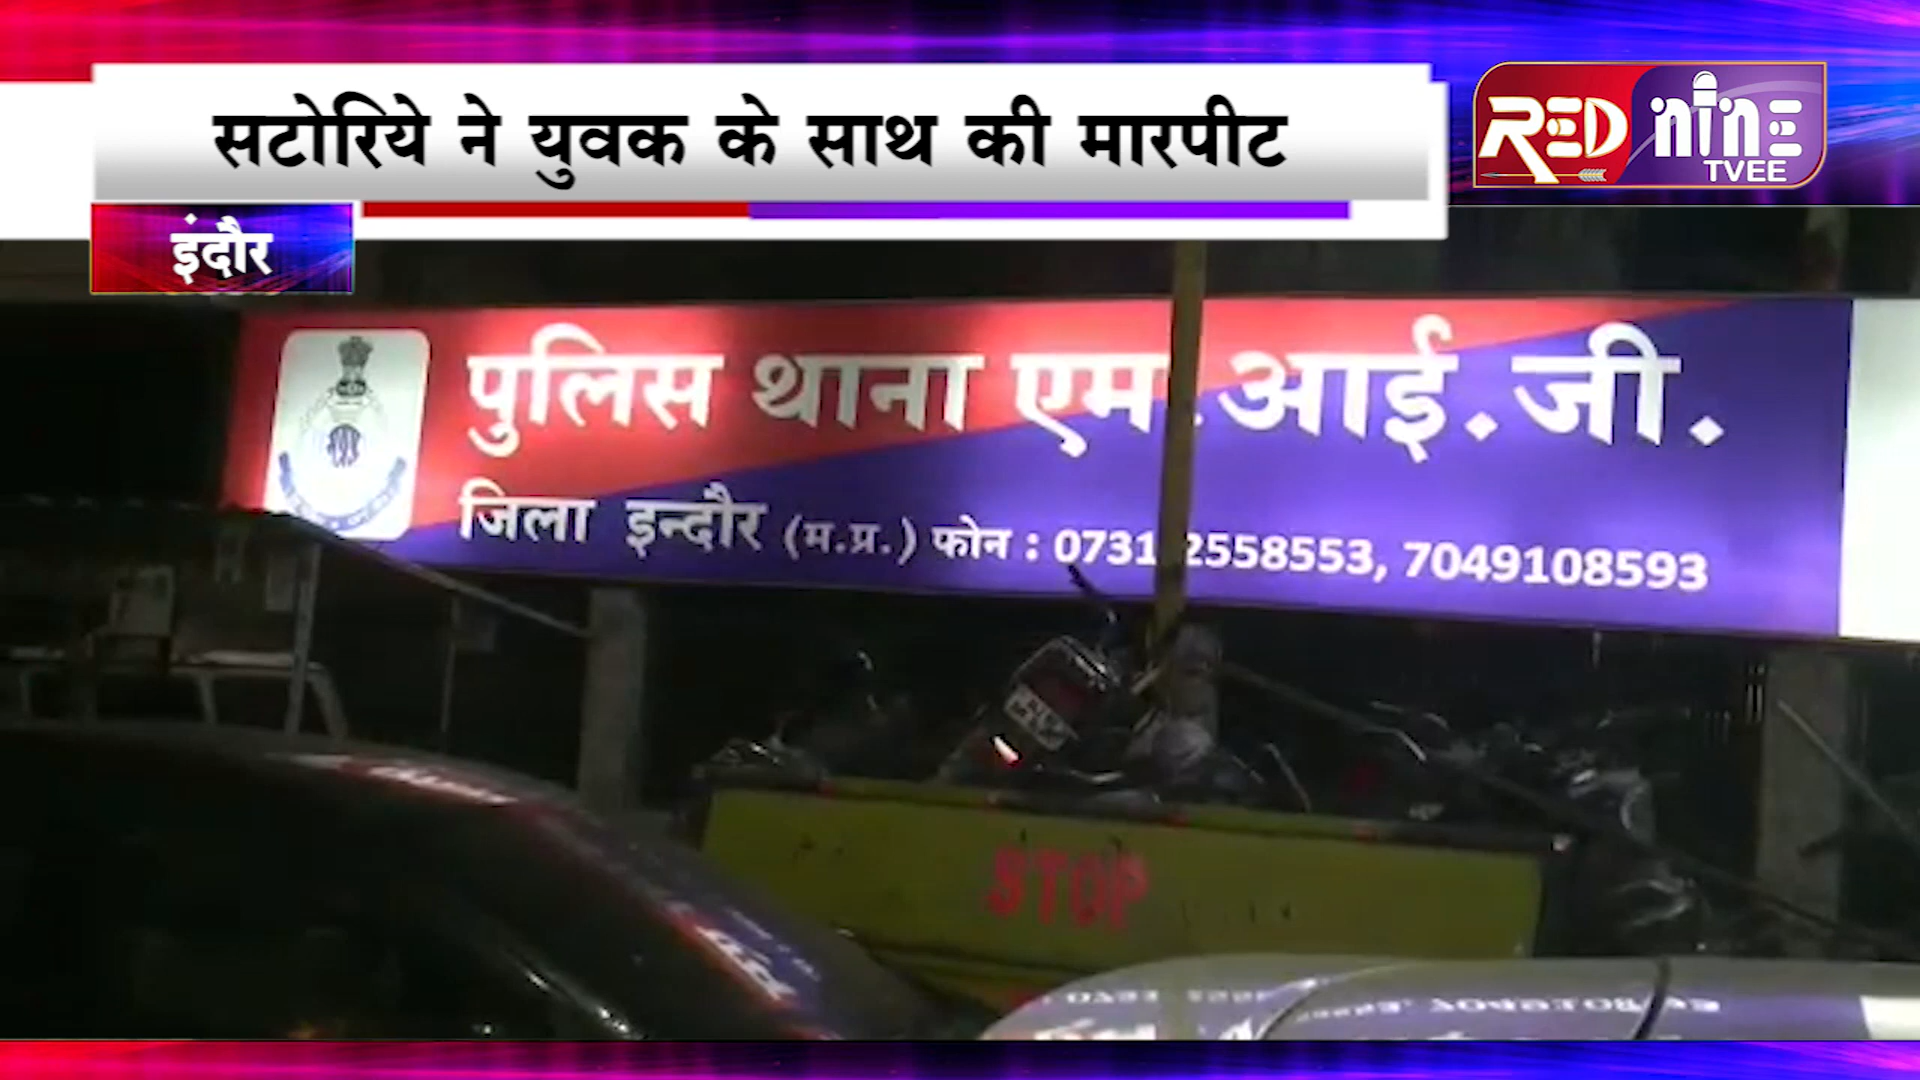 सटोरिये ने युवक के साथ की मारपीट
RED NINE
TVEE
इंदौर
पुलिस थाना एम.आई.जी.
जिला इन्दौर (म.प्र.) फोन : 0731 2558553, 7049108593
STOP